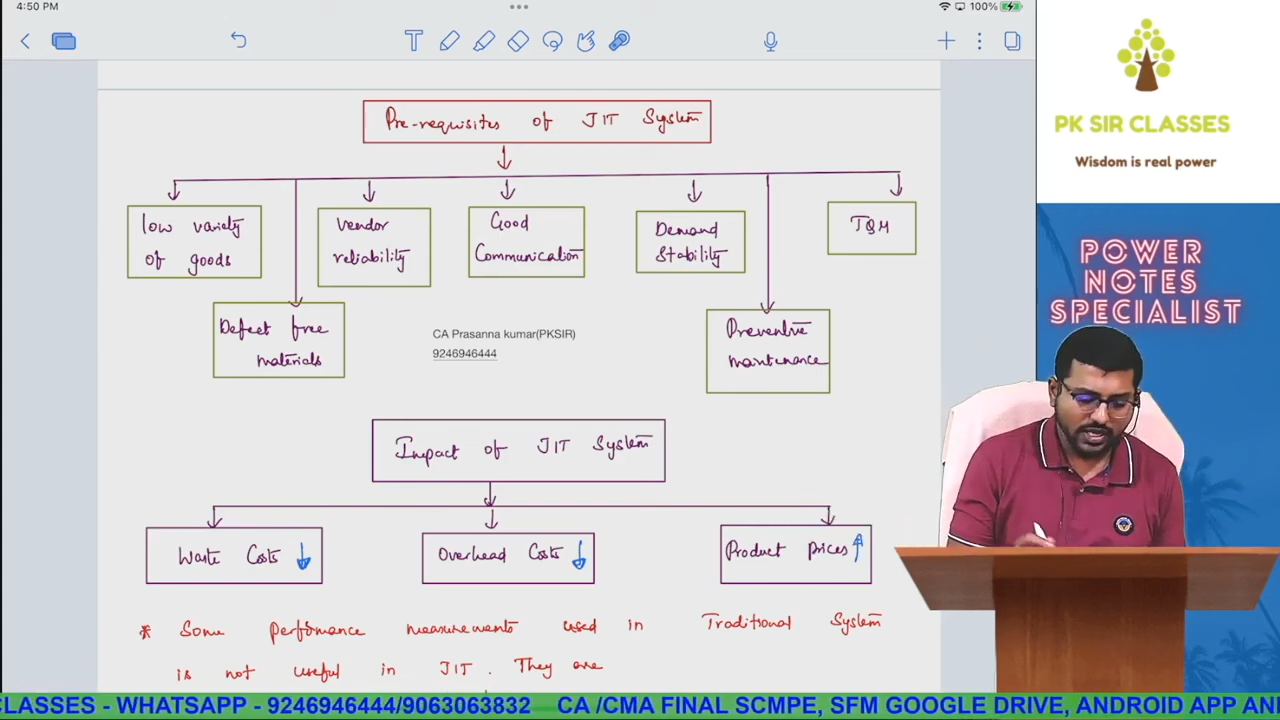 4:50 PM
100%
PK SIR CLASSES
Wisdom is real power
POWER
NOTES
SPECIALIST
Pre-requisites of JIT System
low variety
of goods
Vendor
reliability
Good
Communication
Demand
Stability
TQM
Defect free
materials
CA Prasanna kumar(PKSIR)
9246946444
Preventive
maintenance
Impact of JIT System
Waste Costs ↓
Overhead Costs ↓
Product prices ↑
* Some perfomance measurements used in Traditional System
is not useful in JIT. They are
CLASSES - WHATSAPP - 9246946444/9063063832 CA /CMA FINAL SCMPE, SFM GOOGLE DRIVE, ANDROID APP AN